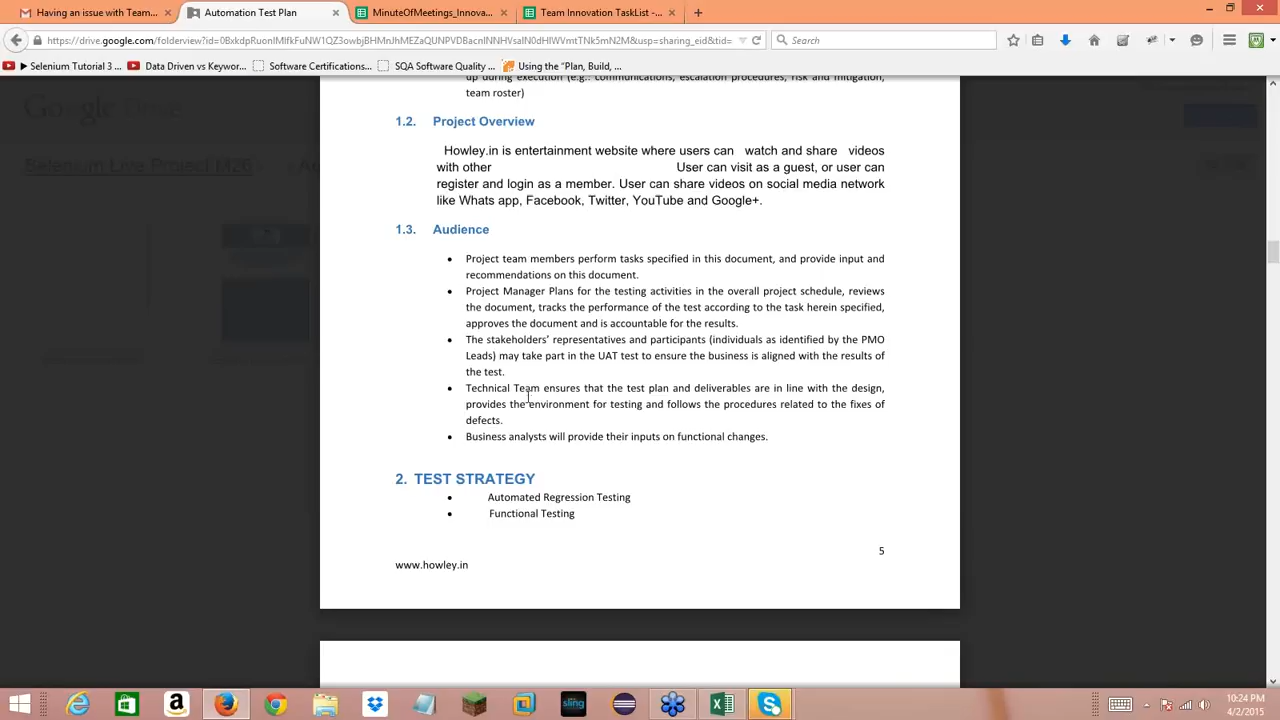 Having issues with Test
Automation Test Plan
https://drive.google.com/folderview?id=
Search
Selenium Tutorial 3 ...
Data Driven vs Keywor...
Software Certifications...
SQA Software Quality ...
Using the "Plan, Build, ...
Google Drive
Selenium Live Project M26
up during execution (e.g.: communications, escalation procedures, risk and mitigation,
team roster)
1.2. Project Overview
Howley.in is entertainment website where users can watch and share videos
with other User can visit as a guest, or user can
register and login as a member. User can share videos on social media network
like Whats app, Facebook, Twitter, YouTube and Google+.
1.3. Audience
Project team members perform tasks specified in this document, and provide input and
recommendations on this document.
Project Manager Plans for the testing activities in the overall project schedule, reviews
the document, tracks the performance of the test according to the task herein specified,
approves the document and is accountable for the results.
The stakeholders' representatives and participants (individuals as identified by the PMO
Leads) may take part in the UAT test to ensure the business is aligned with the results of
the test.
Technical Team ensures that the test plan and deliverables are in line with the design,
provides the environment for testing and follows the procedures related to the fixes of
defects.
Business analysts will provide their inputs on functional changes.
2. TEST STRATEGY
Automated Regression Testing
Functional Testing
5
www.howley.in
sling
10:24 PM
4/2/2015